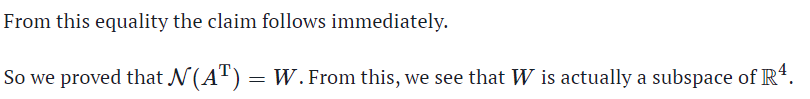 From this equality the claim follows immediately.
So we proved that 𝒩(Aᵀ) = W. From this, we see that W is actually a subspace of ℝ⁴.